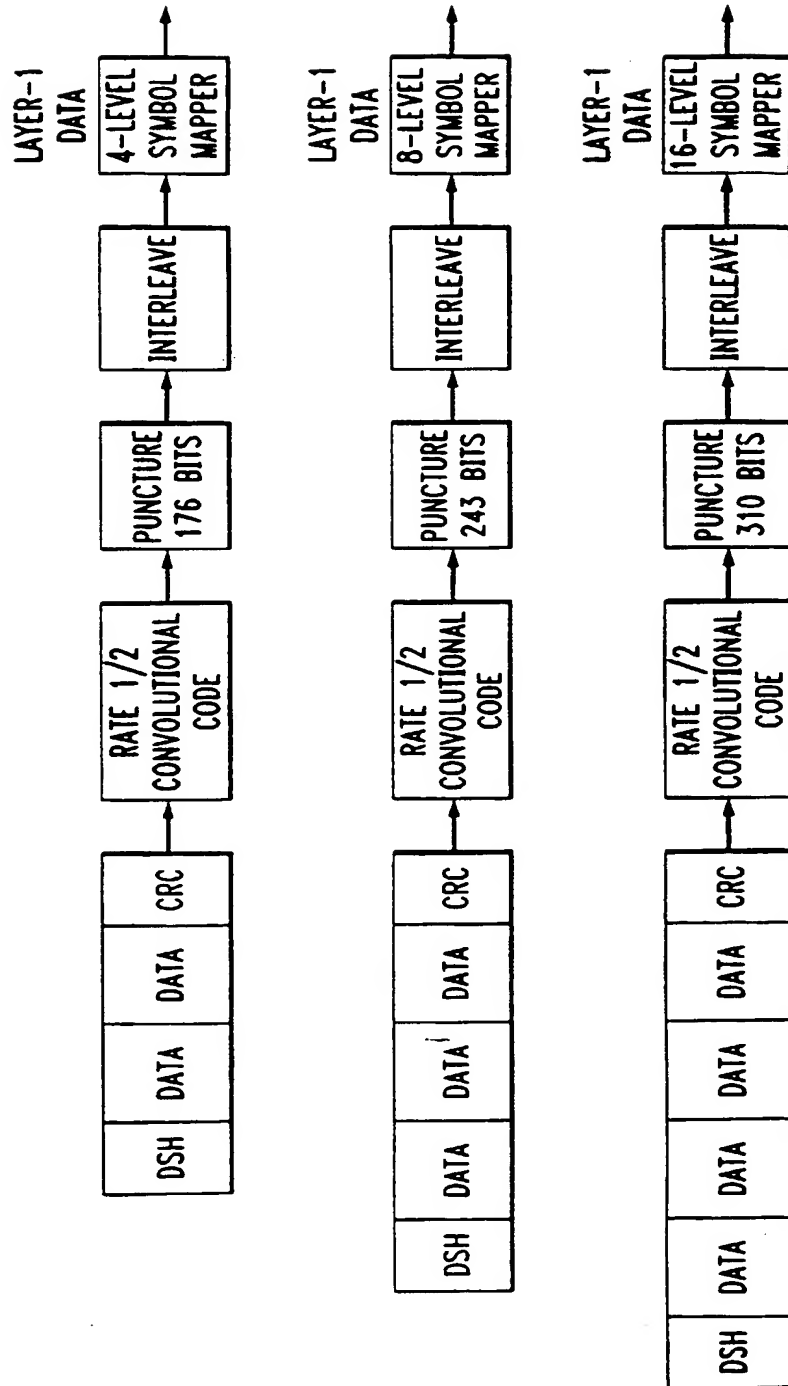 DSH
DATA
DATA
CRC
RATE 1/2
CONVOLUTIONAL
CODE
PUNCTURE
176 BITS
INTERLEAVE
LAYER-1
DATA
4-LEVEL
SYMBOL
MAPPER
DSH
DATA
DATA
DATA
CRC
RATE 1/2
CONVOLUTIONAL
CODE
PUNCTURE
243 BITS
INTERLEAVE
LAYER-1
DATA
8-LEVEL
SYMBOL
MAPPER
DSH
DATA
DATA
DATA
DATA
CRC
RATE 1/2
CONVOLUTIONAL
CODE
PUNCTURE
310 BITS
INTERLEAVE
LAYER-1
DATA
16-LEVEL
SYMBOL
MAPPER